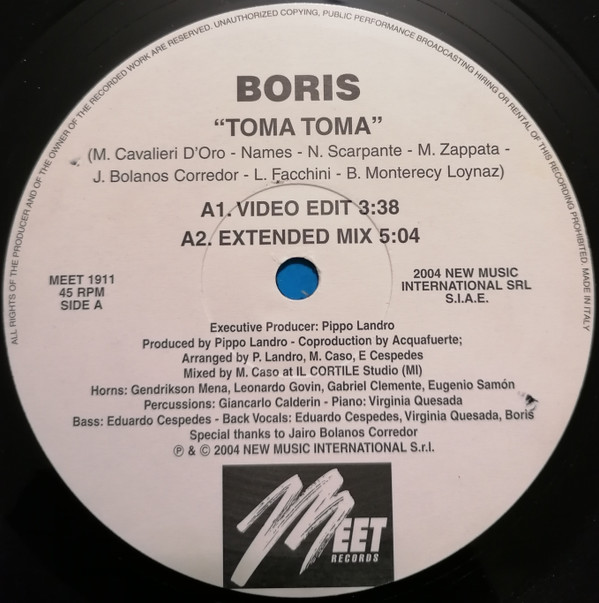 ALL RIGHTS OF THE PRODUCER AND OF THE OWNER OF THE RECORDED WORK ARE RESERVED. UNAUTHORIZED COPYING, PUBLIC PERFORMANCE BROADCASTING HIRING OR RENTAL OF THIS RECORDING PROHIBITED. MADE IN ITALY
BORIS
“TOMA TOMA”
(M. Cavalieri D'Oro - Names - N. Scarpante - M. Zappata -
J. Bolanos Corredor - L. Facchini - B. Monterecy Loynaz)
A1. VIDEO EDIT 3:38
A2. EXTENDED MIX 5:04
MEET 1911
45 RPM
SIDE A
2004 NEW MUSIC
INTERNATIONAL SRL
S.I.A.E.
Executive Producer: Pippo Landro
Produced by Pippo Landro - Coproduction by Acquafuerte;
Arranged by P. Landro, M. Caso, E Cespedes
Mixed by M. Caso at IL CORTILE Studio (MI)
Horns: Gendrikson Mena, Leonardo Govin, Gabriel Clemente, Eugenio Samón
Percussions: Giancarlo Calderin - Piano: Virginia Quesada
Bass: Eduardo Cespedes - Back Vocals: Eduardo Cespedes, Virginia Quesada, Boris
Special thanks to Jairo Bolanos Corredor
℗ & © 2004 NEW MUSIC INTERNATIONAL S.r.l.
MEET
RECORDS